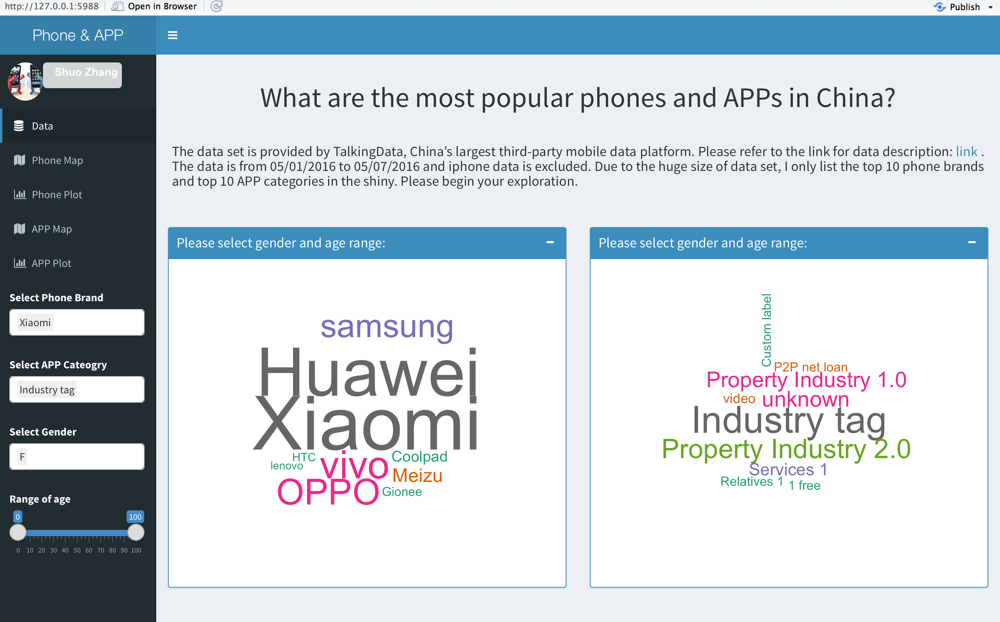 http://127.0.0.1:5988
Open in Browser
Publish
Phone & APP
Shuo Zhang
Data
Phone Map
Phone Plot
APP Map
APP Plot
Select Phone Brand
Xiaomi
Select APP Cateogry
Industry tag
Select Gender
F
Range of age
0 100
0 10 20 30 40 50 60 70 80 90 100
What are the most popular phones and APPs in China?
The data set is provided by TalkingData, China’s largest third-party mobile data platform. Please refer to the link for data description: link .
The data is from 05/01/2016 to 05/07/2016 and iphone data is excluded. Due to the huge size of data set, I only list the top 10 phone brands
and top 10 APP categories in the shiny. Please begin your exploration.
Please select gender and age range:
samsung
Huawei
Xiaomi
HTC
lenovo
vivo
Coolpad
Meizu
OPPO
Gionee
Please select gender and age range:
Custom label
P2P net loan
Property Industry 1.0
video
unknown
Industry tag
Property Industry 2.0
Services 1
Relatives 1
1 free